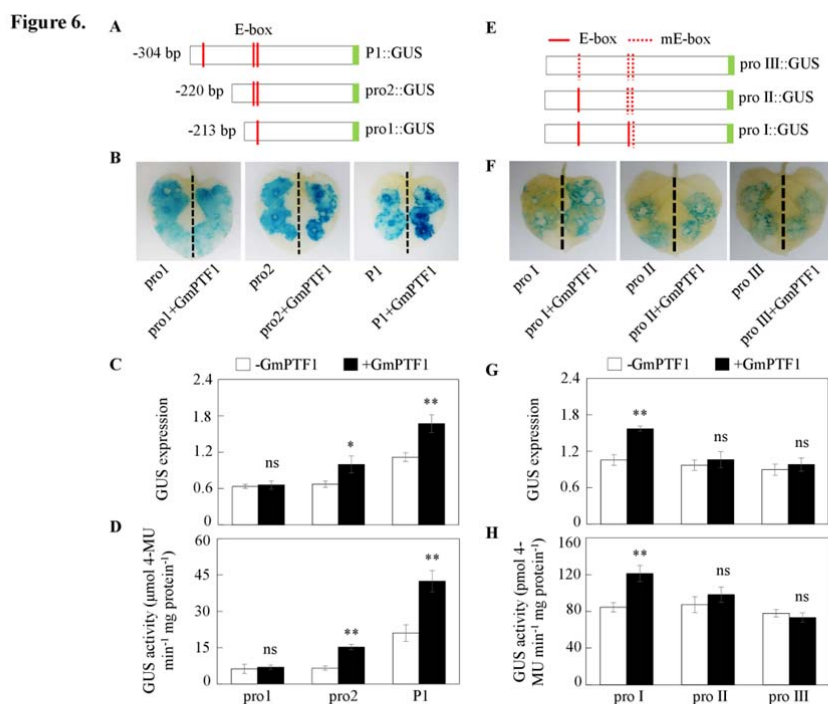 Figure 6.
A
E-box
-304 bp
P1::GUS
-220 bp
pro2::GUS
-213 bp
pro1::GUS
B
pro1
pro1+GmPTF1
pro2
pro2+GmPTF1
P1
P1+GmPTF1
C
-GmPTF1 +GmPTF1
GUS expression
2.4
1.8
1.2
0.6
0
ns
*
**
D
GUS activity (μmol 4-MU
min⁻¹ mg protein⁻¹)
60
45
30
15
0
ns
**
**
pro1 pro2 P1
E
E-box mE-box
pro III::GUS
pro II::GUS
pro I::GUS
F
pro I
pro I+GmPTF1
pro II
pro II+GmPTF1
pro III
pro III+GmPTF1
G
-GmPTF1 +GmPTF1
GUS expression
2.4
1.8
1.2
0.6
0
**
ns
ns
H
GUS activity (pmol 4-
MU min⁻¹ mg protein⁻¹)
160
120
80
40
0
**
ns
ns
pro I pro II pro III